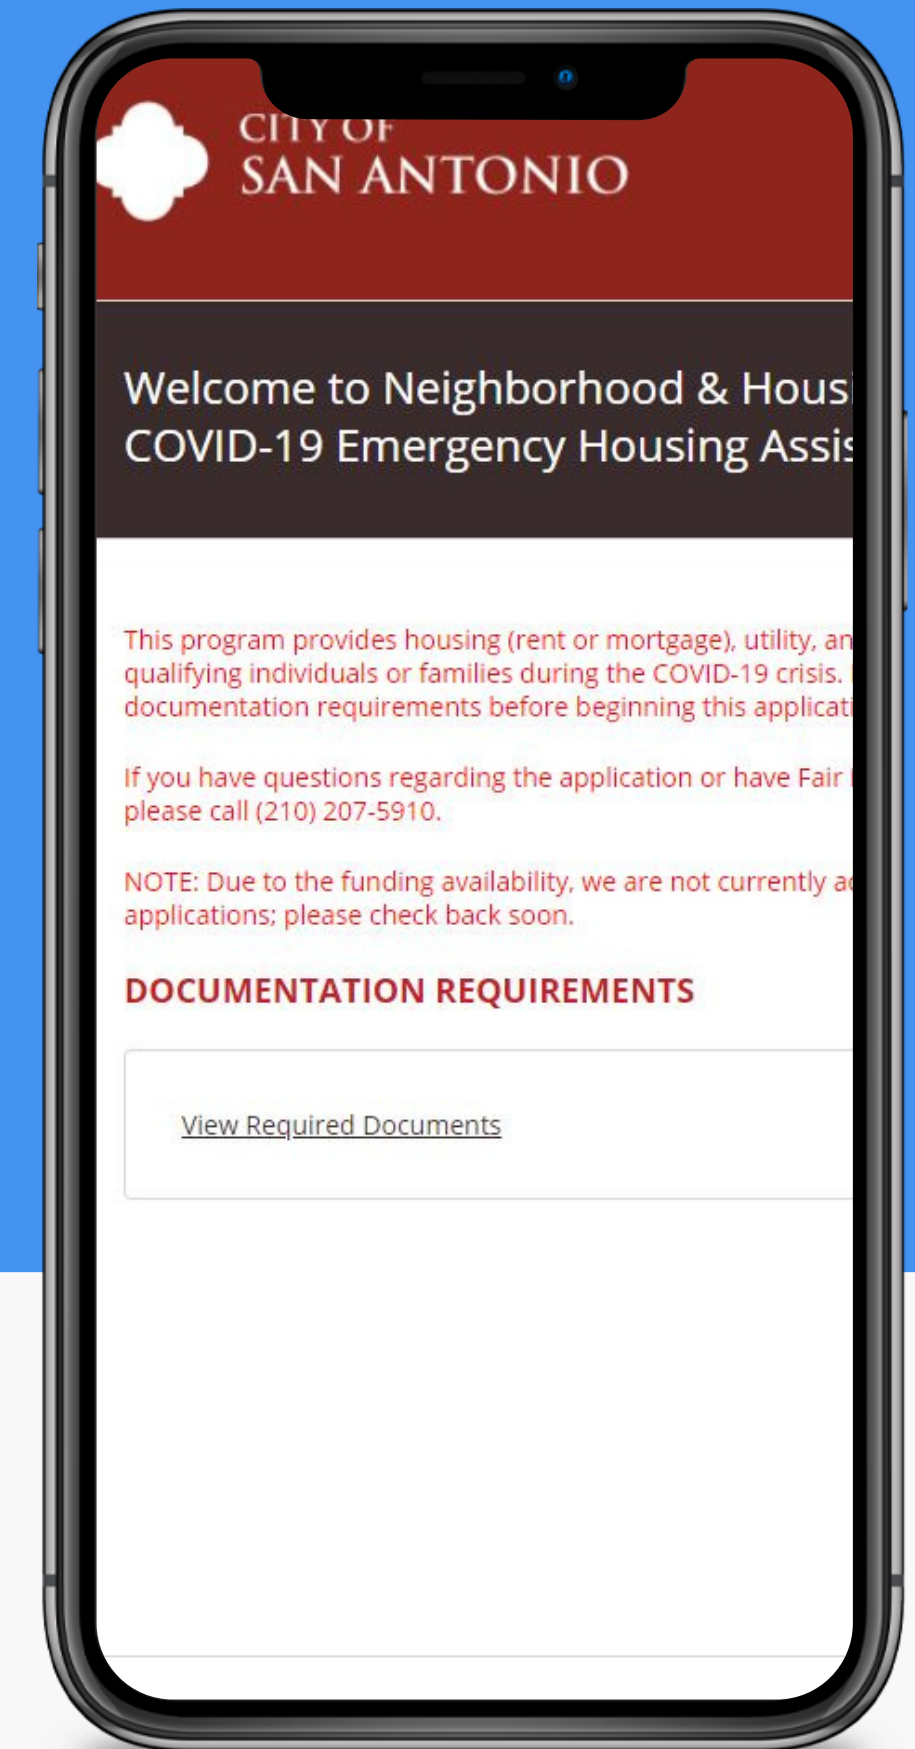 CITY OF
SAN ANTONIO
Welcome to Neighborhood & Housi
COVID-19 Emergency Housing Assis
This program provides housing (rent or mortgage), utility, an
qualifying individuals or families during the COVID-19 crisis.
documentation requirements before beginning this applicati
If you have questions regarding the application or have Fair
please call (210) 207-5910.
NOTE: Due to the funding availability, we are not currently ac
applications; please check back soon.
DOCUMENTATION REQUIREMENTS
View Required Documents